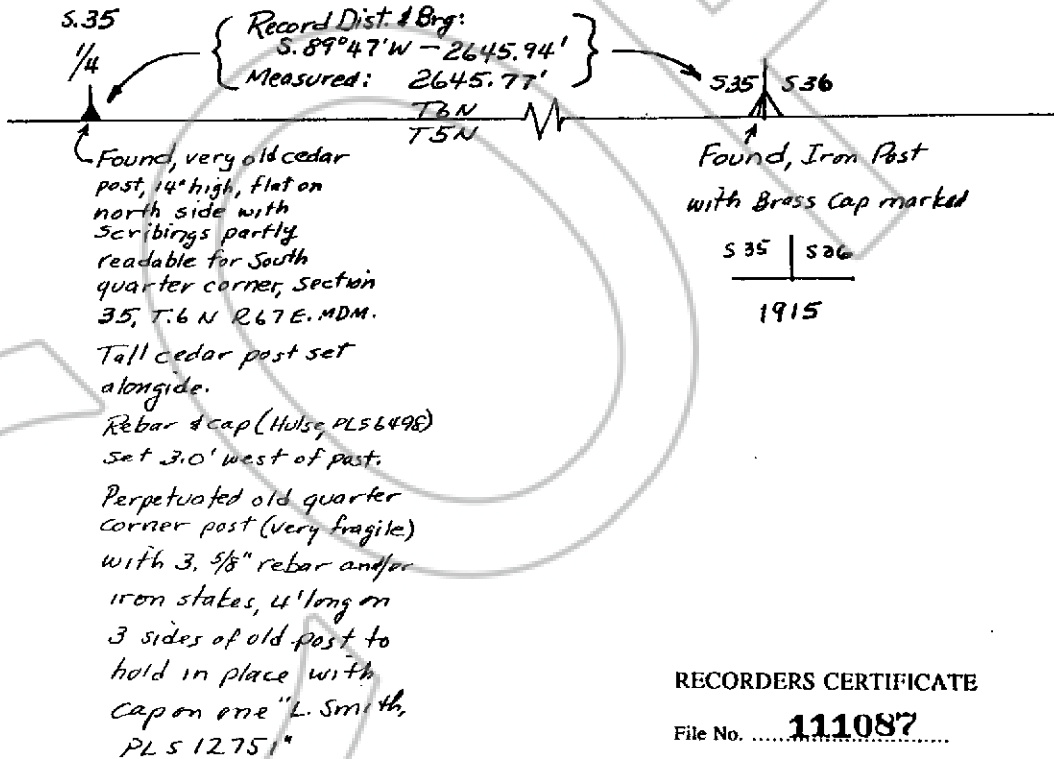 S.35
1/4
Record Dist. & Brg:
S. 89°47'W - 2645.94'
Measured: 2645.77'
T6N
T5N
S35 S36
Found, very old cedar
post, 14" high, flat on
north side with
Scribings partly
readable for South
quarter corner, section
35, T.6 N R67E. MDM.
Tall cedar post set
alongide.
Rebar & cap (Hulse, PLS 6498)
set 3.0' west of post.
Perpetuated old quarter
corner post (very fragile)
with 3, 5/8" rebar and/or
iron stakes, 4' long on
3 sides of old post to
hold in place with
cap on one "L. Smith,
PLS 12751"
Found, Iron Post
with Brass Cap marked
S 35 | S36
1915
RECORDERS CERTIFICATE
File No. ......111087......